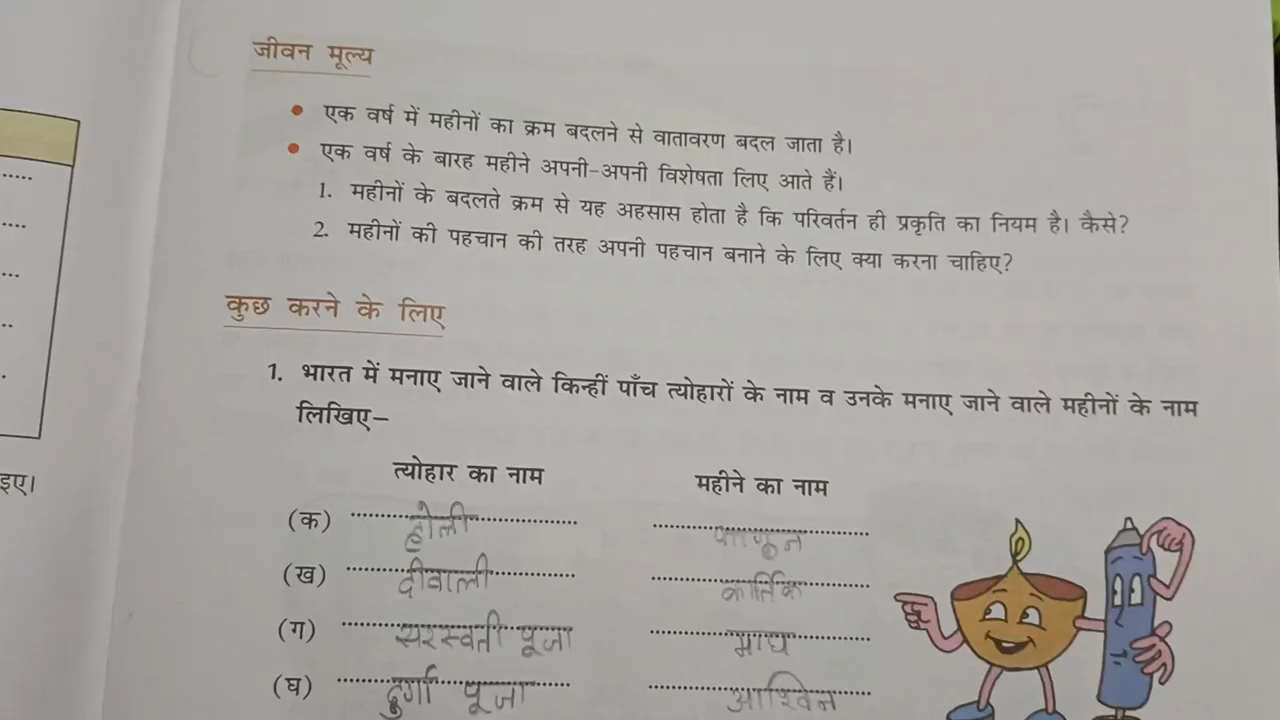 जीवन मूल्य
• एक वर्ष में महीनों का क्रम बदलने से वातावरण बदल जाता है।
• एक वर्ष के बारह महीने अपनी-अपनी विशेषता लिए आते हैं।
1. महीनों के बदलते क्रम से यह अहसास होता है कि परिवर्तन ही प्रकृति का नियम है। कैसे?
2. महीनों की पहचान की तरह अपनी पहचान बनाने के लिए क्या करना चाहिए?
कुछ करने के लिए
1. भारत में मनाए जाने वाले किन्हीं पाँच त्योहारों के नाम व उनके मनाए जाने वाले महीनों के नाम
लिखिए–
इए।
त्योहार का नाम महीने का नाम
(क) होली
(ख) दीवाली कार्तिक
(ग) सरस्वती पूजा माघ
(घ) दुर्गा पूजा आश्विन